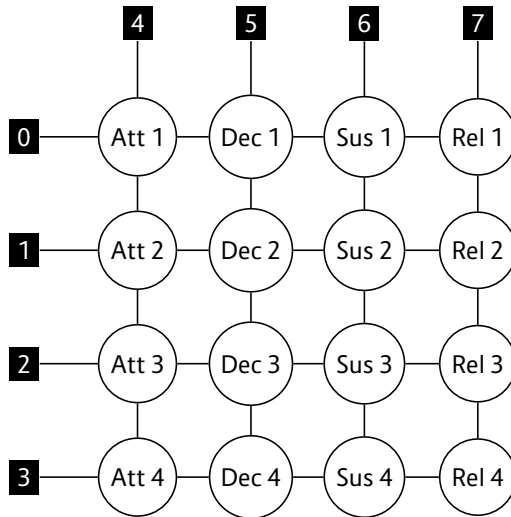 4 5 6 7
0 Att 1 Dec 1 Sus 1 Rel 1
1 Att 2 Dec 2 Sus 2 Rel 2
2 Att 3 Dec 3 Sus 3 Rel 3
3 Att 4 Dec 4 Sus 4 Rel 4